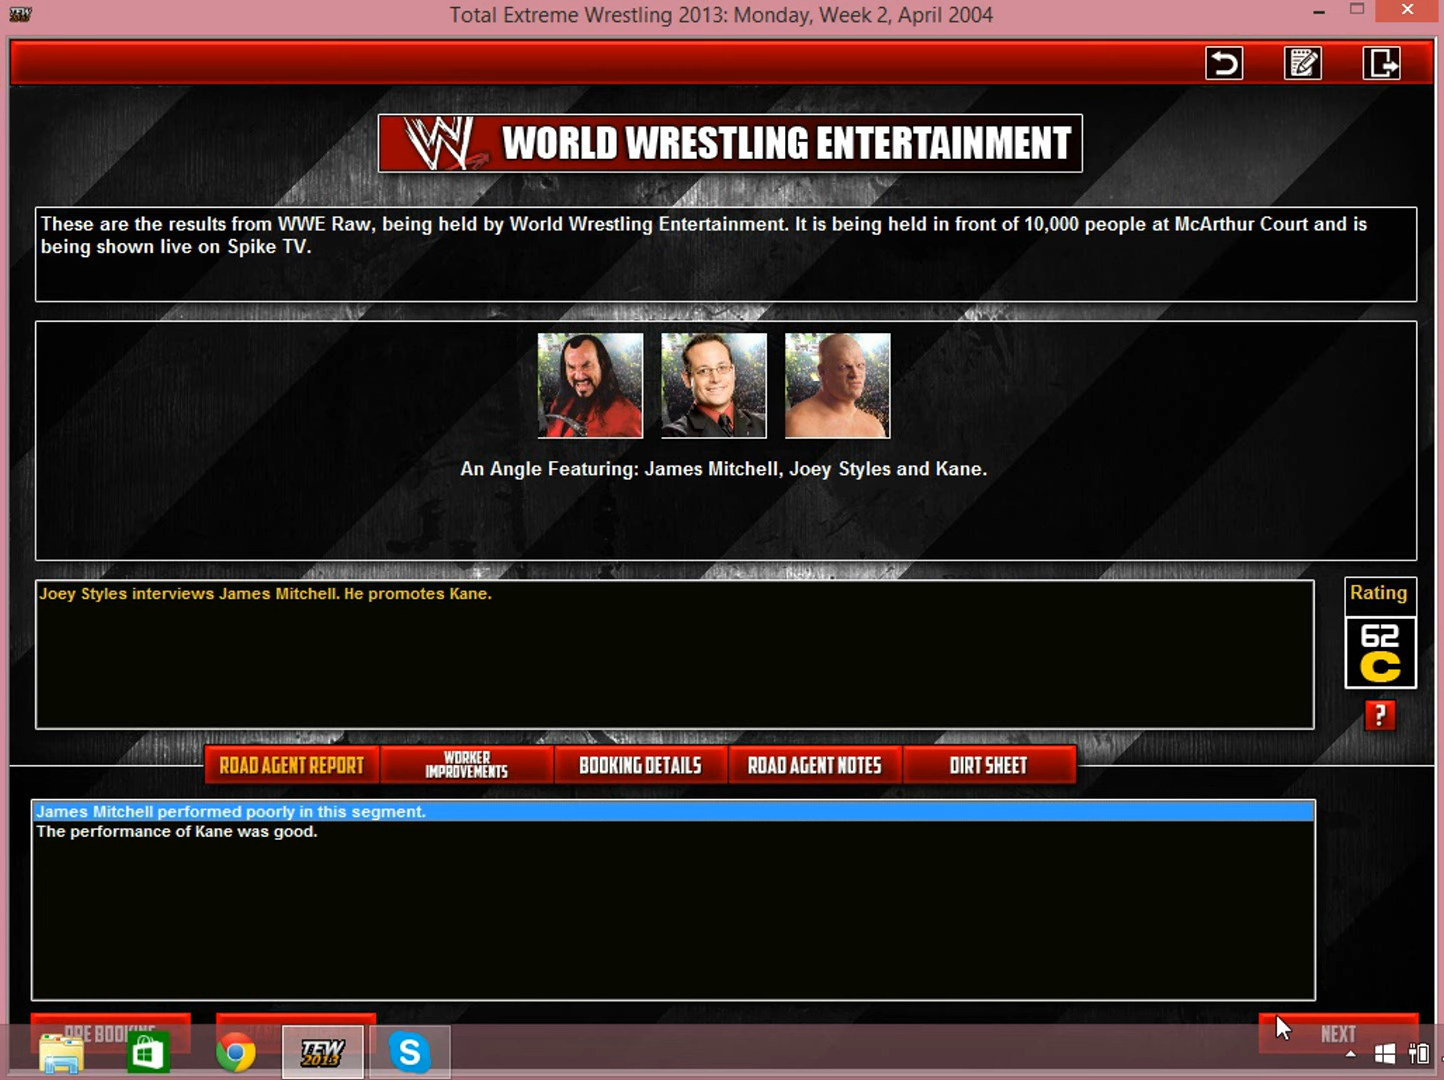 Total Extreme Wrestling 2013: Monday, Week 2, April 2004
WORLD WRESTLING ENTERTAINMENT
These are the results from WWE Raw, being held by World Wrestling Entertainment. It is being held in front of 10,000 people at McArthur Court and is
being shown live on Spike TV.
An Angle Featuring: James Mitchell, Joey Styles and Kane.
Joey Styles interviews James Mitchell. He promotes Kane.
Rating
62
C
?
ROAD AGENT REPORT
WORKER
IMPROVEMENTS
BOOKING DETAILS
ROAD AGENT NOTES
DIRT SHEET
James Mitchell performed poorly in this segment.
The performance of Kane was good.
PRE BOOKING
NEXT
TEW
2013
S